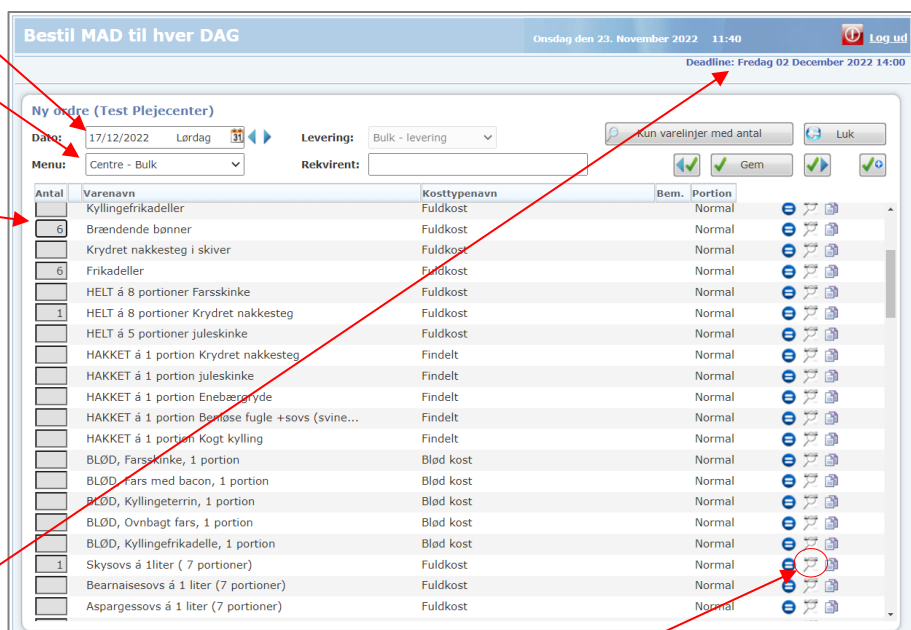 Bestil MAD til hver DAG Onsdag den 23. November 2022 11:40 Log ud
Deadline: Fredag 02 December 2022 14:00
Ny ordre (Test Plejecenter)
Dato: 17/12/2022 Lørdag 31 Levering: Bulk - levering Kun varelinjer med antal Luk
Menu: Centre - Bulk Rekvirent: Gem
Antal Varenavn Kosttypenavn Bem. Portion
Kyllingefrikadeller Fuldkost Normal
6 Brændende bønner Fuldkost Normal
Krydret nakkesteg i skiver Fuldkost Normal
6 Frikadeller Fuldkost Normal
HELT á 8 portioner Farsskinke Fuldkost Normal
1 HELT á 8 portioner Krydret nakkesteg Fuldkost Normal
HELT á 5 portioner juleskinke Fuldkost Normal
HAKKET á 1 portion Krydret nakkesteg Findelt Normal
HAKKET á 1 portion juleskinke Findelt Normal
HAKKET á 1 portion Enebærgryde Findelt Normal
HAKKET á 1 portion Benløse fugle +sovs (svine... Findelt Normal
HAKKET á 1 portion Kogt kylling Findelt Normal
BLØD, Farsskinke, 1 portion Blød kost Normal
BLØD, Fars med bacon, 1 portion Blød kost Normal
BLØD, Kyllingeterrin, 1 portion Blød kost Normal
BLØD, Ovnbagt fars, 1 portion Blød kost Normal
BLØD, Kyllingefrikadelle, 1 portion Blød kost Normal
1 Skysovs á 1liter ( 7 portioner) Fuldkost Normal
Bearnaisesovs á 1 liter (7 portioner) Fuldkost Normal
Aspargessovs á 1 liter (7 portioner) Fuldkost Normal